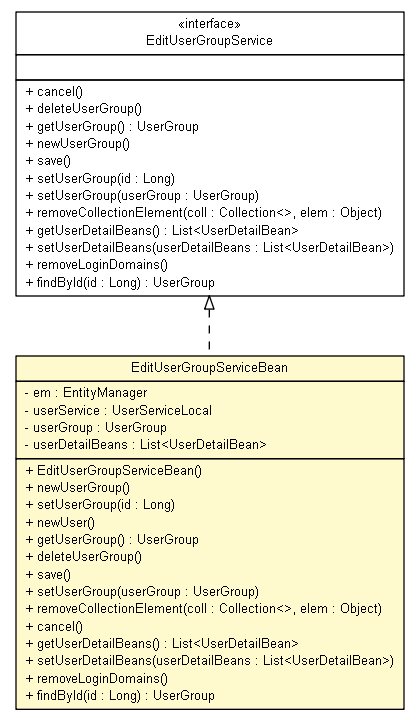 «interface»
EditUserGroupService
+ cancel()
+ deleteUserGroup()
+ getUserGroup() : UserGroup
+ newUserGroup()
+ save()
+ setUserGroup(id : Long)
+ setUserGroup(userGroup : UserGroup)
+ removeCollectionElement(coll : Collection<>, elem : Object)
+ getUserDetailBeans() : List<UserDetailBean>
+ setUserDetailBeans(userDetailBeans : List<UserDetailBean>)
+ removeLoginDomains()
+ findById(id : Long) : UserGroup
EditUserGroupServiceBean
- em : EntityManager
- userService : UserServiceLocal
- userGroup : UserGroup
- userDetailBeans : List<UserDetailBean>
+ EditUserGroupServiceBean()
+ newUserGroup()
+ setUserGroup(id : Long)
+ newUser()
+ getUserGroup() : UserGroup
+ deleteUserGroup()
+ save()
+ setUserGroup(userGroup : UserGroup)
+ removeCollectionElement(coll : Collection<>, elem : Object)
+ cancel()
+ getUserDetailBeans() : List<UserDetailBean>
+ setUserDetailBeans(userDetailBeans : List<UserDetailBean>)
+ removeLoginDomains()
+ findById(id : Long) : UserGroup